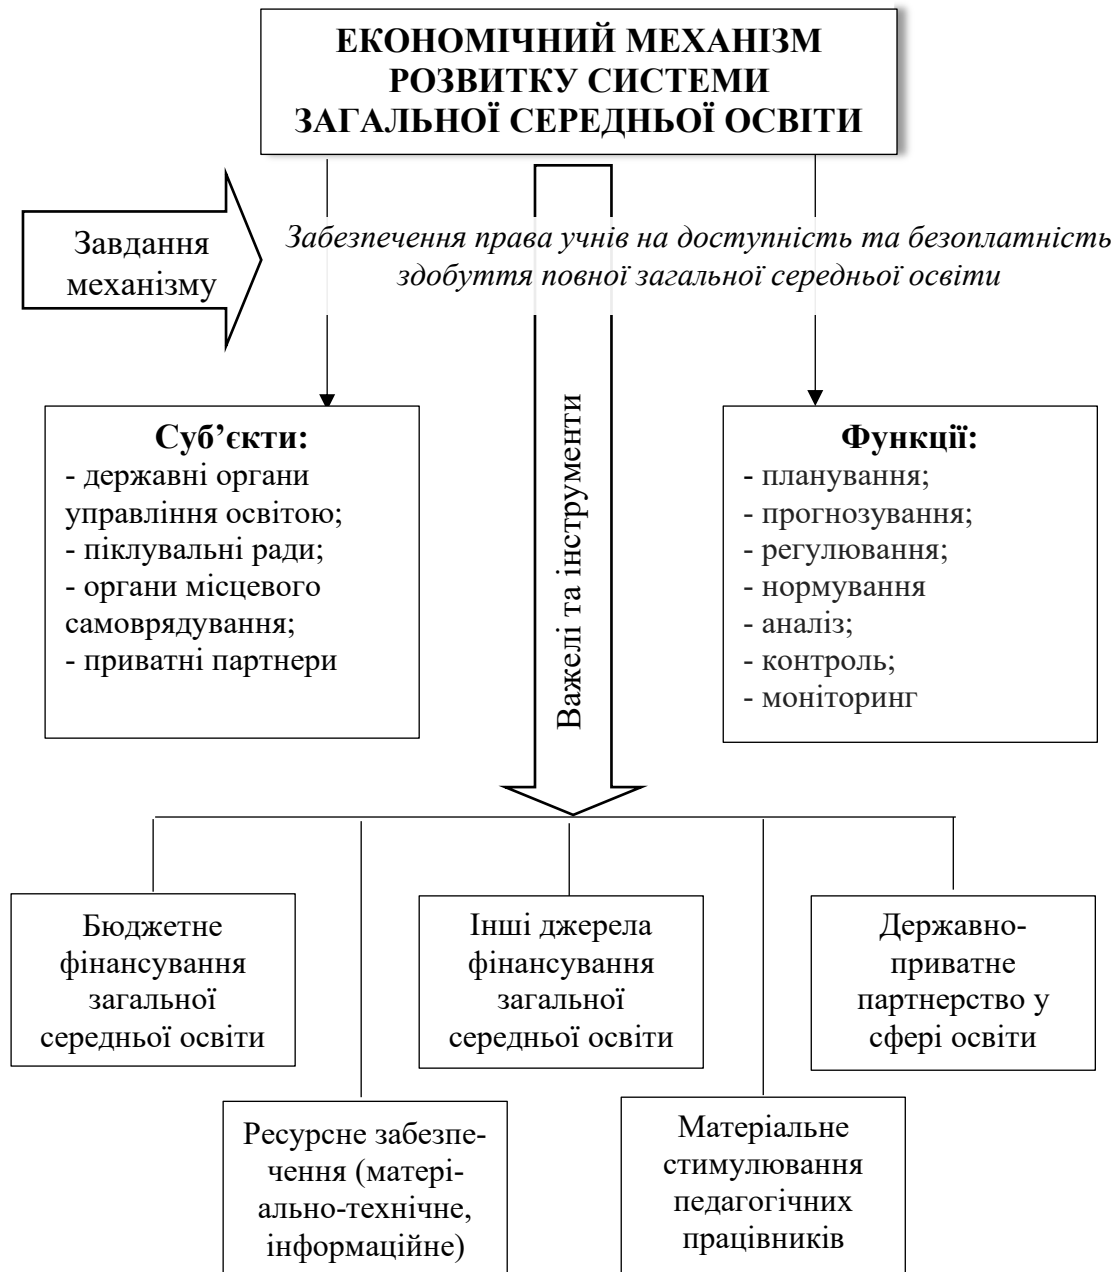 ЕКОНОМІЧНИЙ МЕХАНІЗМ
РОЗВИТКУ СИСТЕМИ
ЗАГАЛЬНОЇ СЕРЕДНЬОЇ ОСВІТИ
Завдання
механізму
Забезпечення права учнів на доступність та безоплатність
здобуття повної загальної середньої освіти
Суб’єкти:
- державні органи
управління освітою;
- піклувальні ради;
- органи місцевого
самоврядування;
- приватні партнери
Важелі та інструменти
Функції:
- планування;
- прогнозування;
- регулювання;
- нормування
- аналіз;
- контроль;
- моніторинг
Бюджетне
фінансування
загальної
середньої освіти
Інші джерела
фінансування
загальної
середньої освіти
Державно-
приватне
партнерство у
сфері освіти
Ресурсне забезпе-
чення (матері-
ально-технічне,
інформаційне)
Матеріальне
стимулювання
педагогічних
працівників